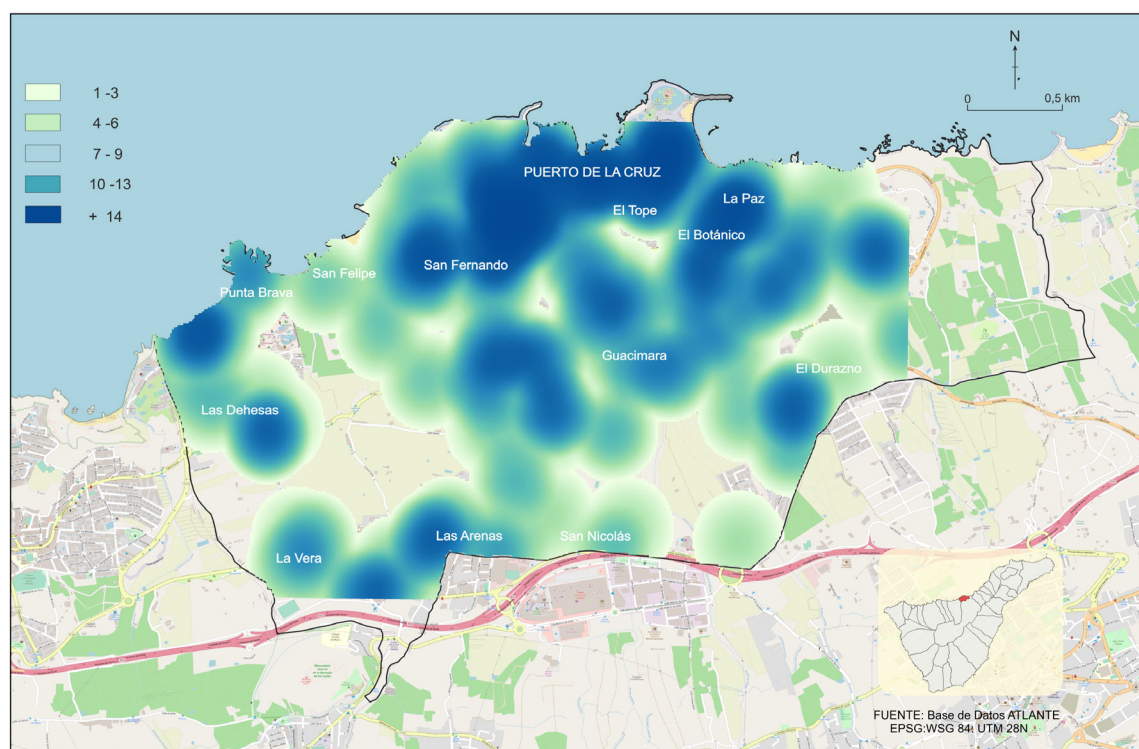 N
0 0,5 km
1 -3
4 -6
7 - 9
10 -13
+ 14
PUERTO DE LA CRUZ
La Paz
El Tope
El Botánico
San Fernando
San Felipe
Punta Brava
Guacimara
El Durazno
Las Dehesas
Las Arenas
San Nicolás
La Vera
FUENTE: Base de Datos ATLANTE
EPSG:WSG 84: UTM 28N